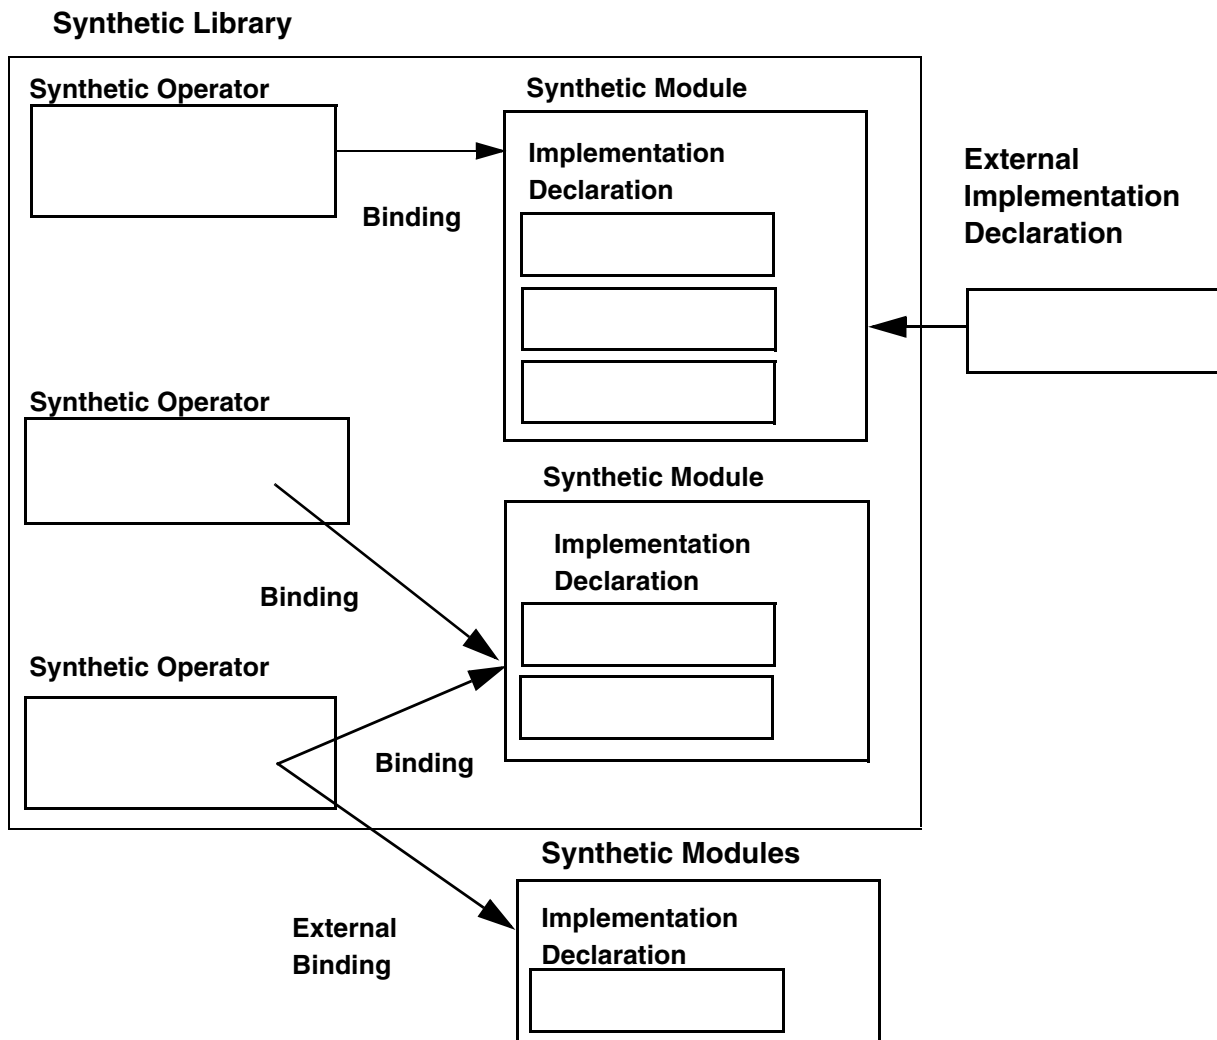 Synthetic Library
Synthetic Operator
Synthetic Module
Implementation
Declaration
Binding
External
Implementation
Declaration
Synthetic Operator
Synthetic Module
Implementation
Declaration
Binding
Synthetic Operator
Binding
Synthetic Modules
Implementation
Declaration
External
Binding